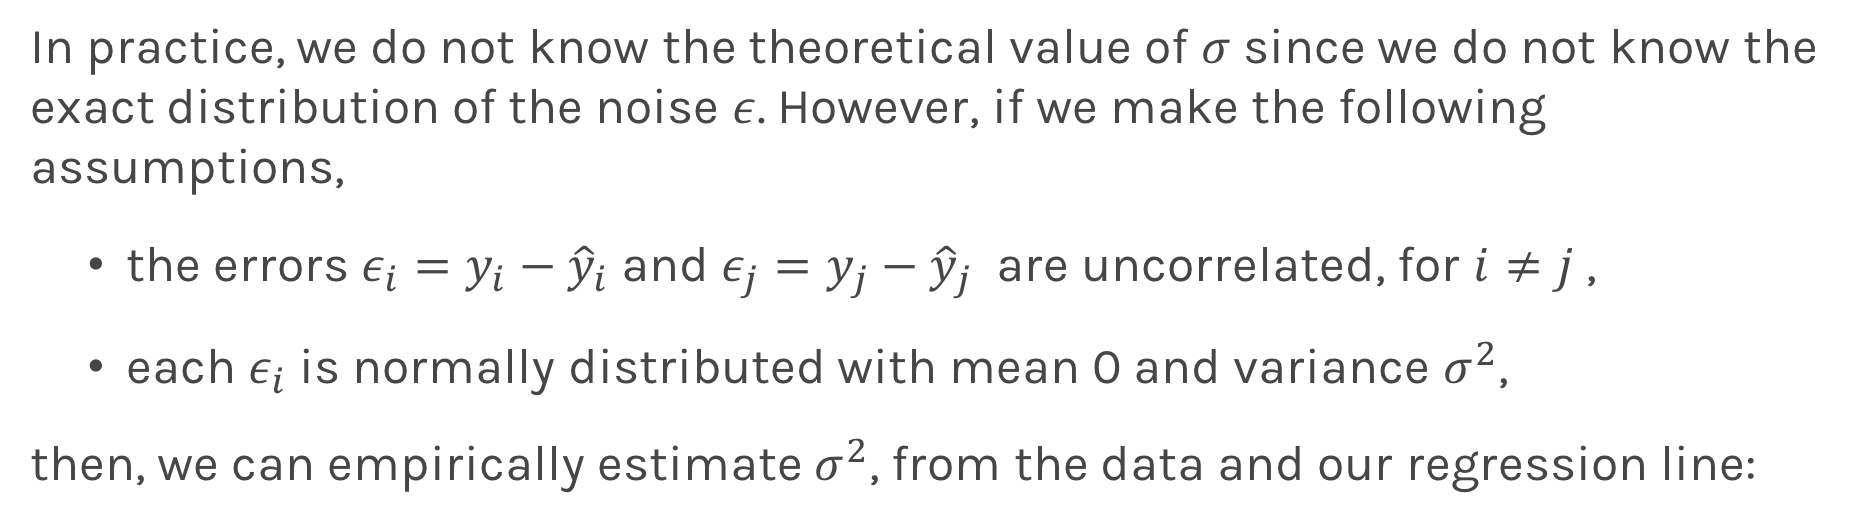 In practice, we do not know the theoretical value of σ since we do not know the
exact distribution of the noise ϵ. However, if we make the following
assumptions,
• the errors ϵᵢ = yᵢ − ŷᵢ and ϵⱼ = yⱼ − ŷⱼ are uncorrelated, for i ≠ j ,
• each ϵᵢ is normally distributed with mean 0 and variance σ²,
then, we can empirically estimate σ², from the data and our regression line: